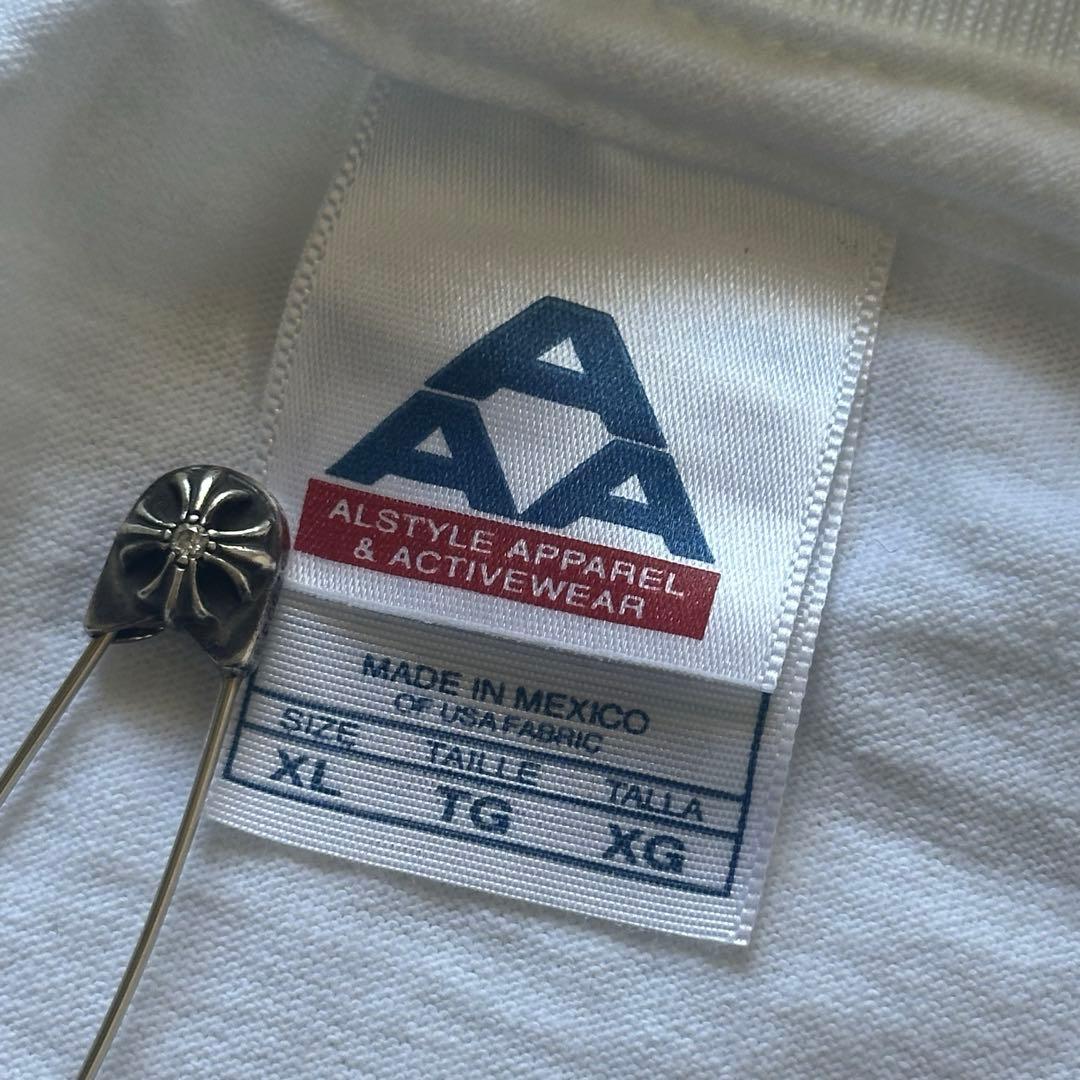 A
A A
ALSTYLE APPAREL
& ACTIVEWEAR
MADE IN MEXICO
OF USA FABRIC
SIZE TAILLE TALLA
XL TG XG